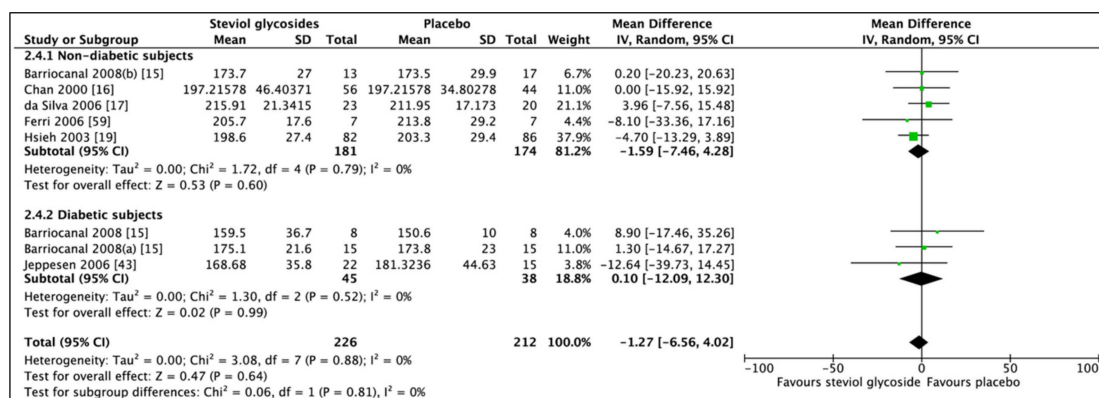 Steviol glycosides Placebo Mean Difference Mean Difference
Study or Subgroup Mean SD Total Mean SD Total Weight IV, Random, 95% CI IV, Random, 95% CI
2.4.1 Non-diabetic subjects
Barriocanal 2008(b) [15] 173.7 27 13 173.5 29.9 17 6.7% 0.20 [-20.23, 20.63]
Chan 2000 [16] 197.21578 46.40371 56 197.21578 34.80278 44 11.1% 0.00 [-15.92, 15.92]
da Silva 2006 [17] 215.91 21.3415 23 211.95 17.173 20 21.1% 3.96 [-7.56, 15.48]
Ferri 2006 [59] 205.7 17.6 7 213.8 29.2 7 4.4% -8.10 [-33.36, 17.16]
Hsieh 2003 [19] 198.6 27.4 82 203.3 29.4 86 37.9% -4.70 [-13.29, 3.89]
Subtotal (95% CI) 181 174 81.2% -1.59 [-7.46, 4.28]
Heterogeneity: Tau² = 0.00; Chi² = 1.72, df = 4 (P = 0.79); I² = 0%
Test for overall effect: Z = 0.53 (P = 0.60)
2.4.2 Diabetic subjects
Barriocanal 2008 [15] 159.5 36.7 8 150.6 10 8 4.0% 8.90 [-17.46, 35.26]
Barriocanal 2008(a) [15] 175.1 21.6 15 173.8 23 15 11.0% 1.30 [-14.67, 17.27]
Jeppesen 2006 [43] 168.68 35.8 22 181.3236 44.63 15 3.8% -12.64 [-39.73, 14.45]
Subtotal (95% CI) 45 38 18.8% 0.10 [-12.09, 12.30]
Heterogeneity: Tau² = 0.00; Chi² = 1.30, df = 2 (P = 0.52); I² = 0%
Test for overall effect: Z = 0.02 (P = 0.99)
Total (95% CI) 226 212 100.0% -1.27 [-6.56, 4.02]
Heterogeneity: Tau² = 0.00; Chi² = 3.08, df = 7 (P = 0.88); I² = 0%
Test for overall effect: Z = 0.47 (P = 0.64)
Test for subgroup differences: Chi² = 0.06, df = 1 (P = 0.81), I² = 0%
-100 -50 0 50 100
Favours steviol glycoside Favours placebo